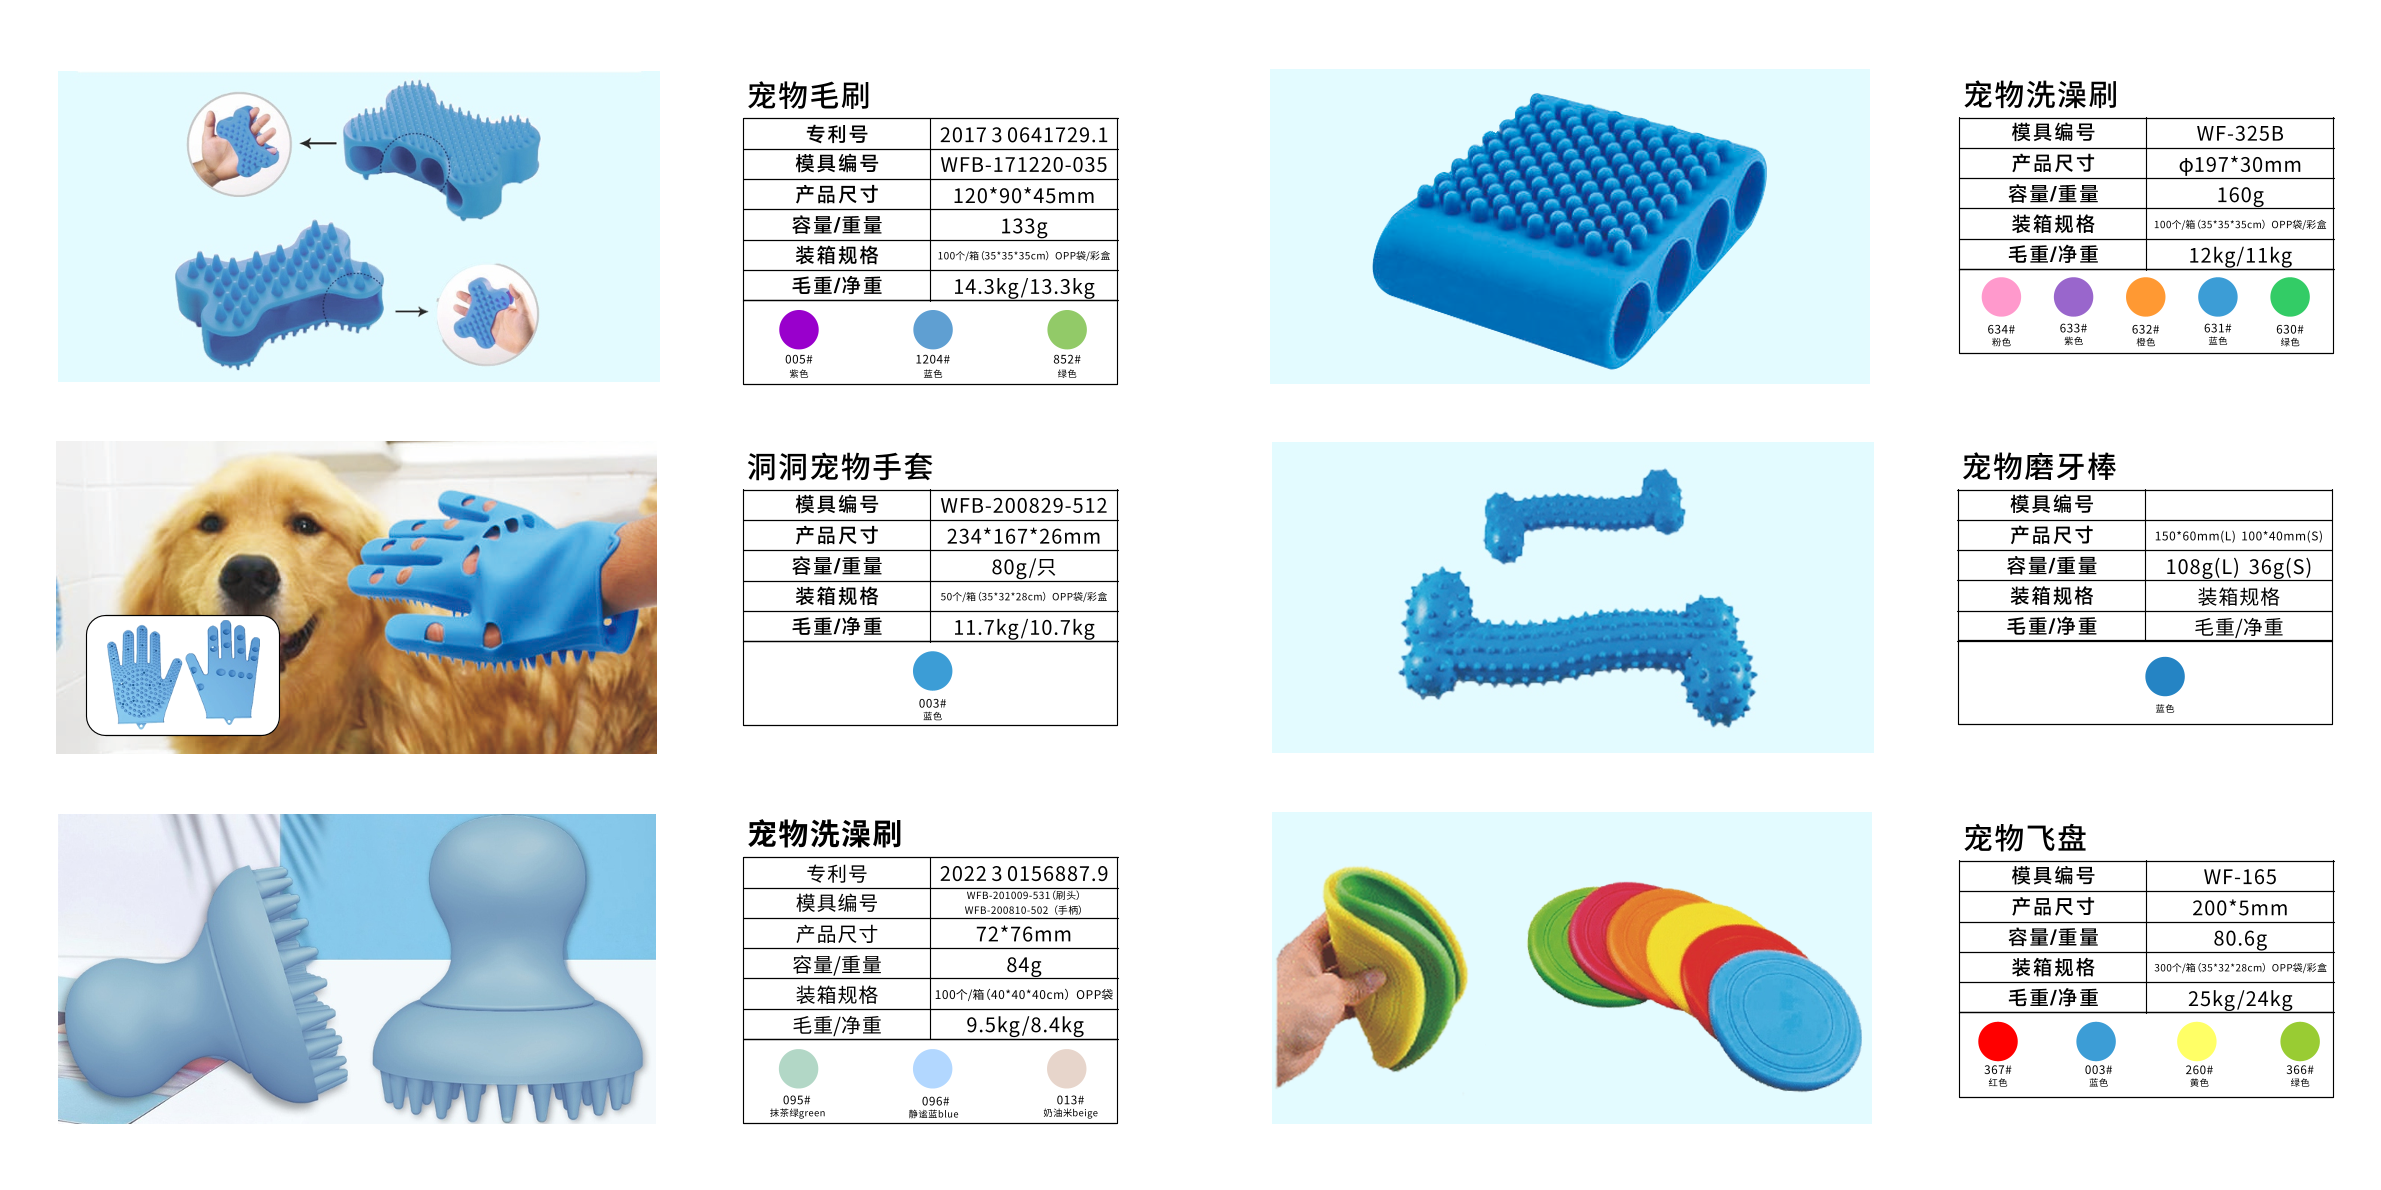 宠物毛刷
专利号 2017 3 0641729.1
模具编号 WFB-171220-035
产品尺寸 120*90*45mm
容量/重量 133g
装箱规格 100个/箱(35*35*35cm) OPP袋/彩盒
毛重/净重 14.3kg/13.3kg
005# 1204# 852#
紫色 蓝色 绿色
宠物洗澡刷
模具编号 WF-325B
产品尺寸 φ197*30mm
容量/重量 160g
装箱规格 100个/箱(35*35*35cm) OPP袋/彩盒
毛重/净重 12kg/11kg
634# 633# 632# 631# 630#
粉色 紫色 橙色 蓝色 绿色
洞洞宠物手套
模具编号 WFB-200829-512
产品尺寸 234*167*26mm
容量/重量 80g/只
装箱规格 50个/箱(35*32*28cm) OPP袋/彩盒
毛重/净重 11.7kg/10.7kg
003#
蓝色
宠物磨牙棒
模具编号
产品尺寸 150*60mm(L) 100*40mm(S)
容量/重量 108g(L) 36g(S)
装箱规格 装箱规格
毛重/净重 毛重/净重
蓝色
宠物洗澡刷
专利号 2022 3 0156887.9
模具编号 WFB-201009-531(刷头)
WFB-200810-502 (手柄)
产品尺寸 72*76mm
容量/重量 84g
装箱规格 100个/箱(40*40*40cm) OPP袋
毛重/净重 9.5kg/8.4kg
095# 096# 013#
抹茶绿green 静谧蓝blue 奶油米beige
宠物飞盘
模具编号 WF-165
产品尺寸 200*5mm
容量/重量 80.6g
装箱规格 300个/箱(35*32*28cm) OPP袋/彩盒
毛重/净重 25kg/24kg
367# 003# 260# 366#
红色 蓝色 黄色 绿色